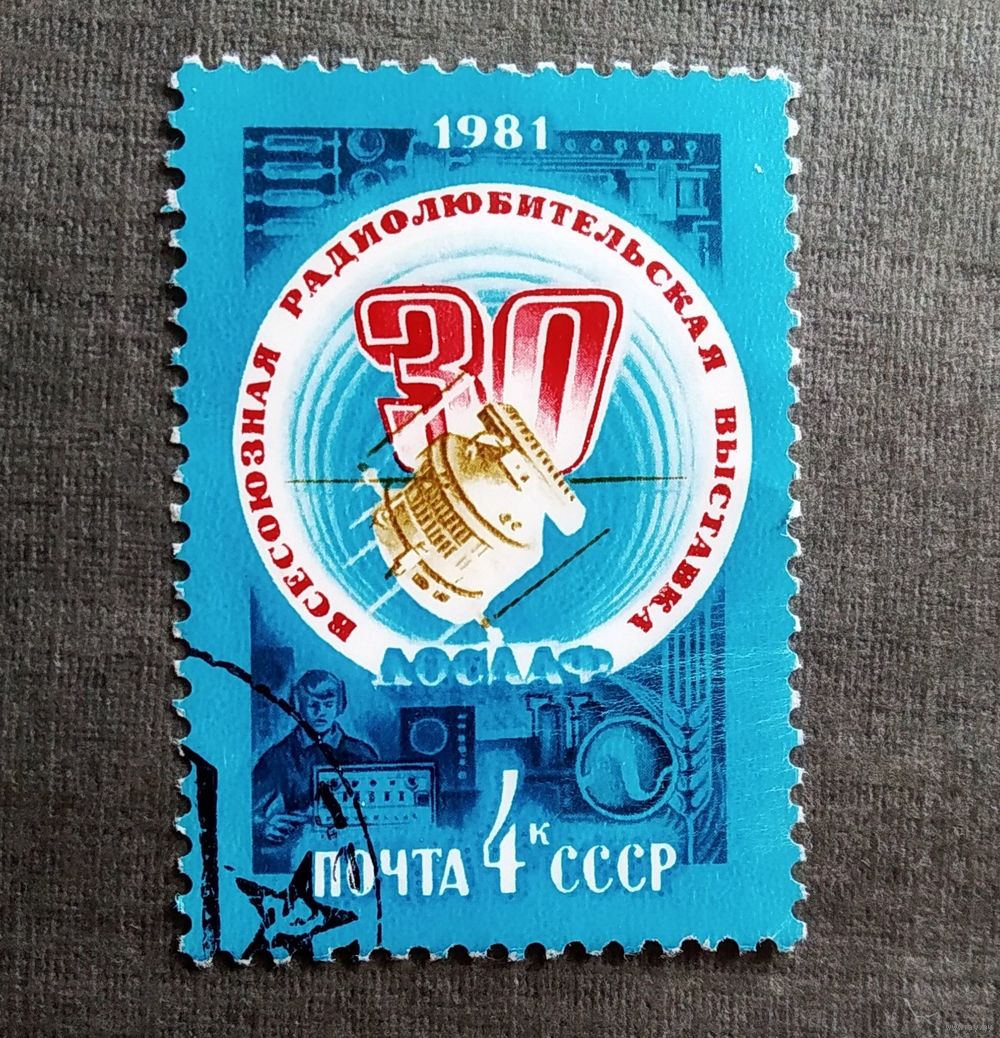 1981
ВСЕСОЮЗНАЯ РАДИОЛЮБИТЕЛЬСКАЯ ВЫСТАВКА
30
ДОСААФ
ПОЧТА 4К СССР